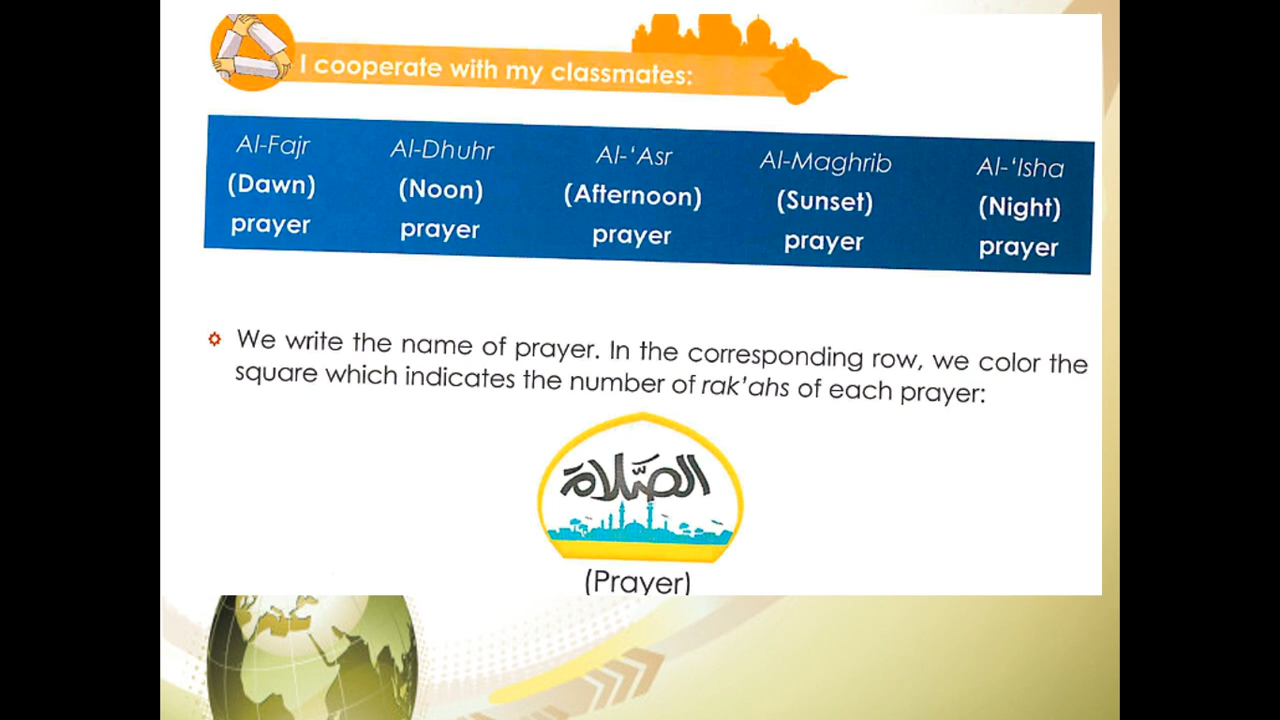 I cooperate with my classmates:
Al-Fajr Al-Dhuhr Al-‘Asr Al-Maghrib Al-‘Isha
(Dawn) (Noon) (Afternoon) (Sunset) (Night)
prayer prayer prayer prayer prayer
We write the name of prayer. In the corresponding row, we color the
square which indicates the number of rak’ahs of each prayer:
الصَّلاة
(Prayer)